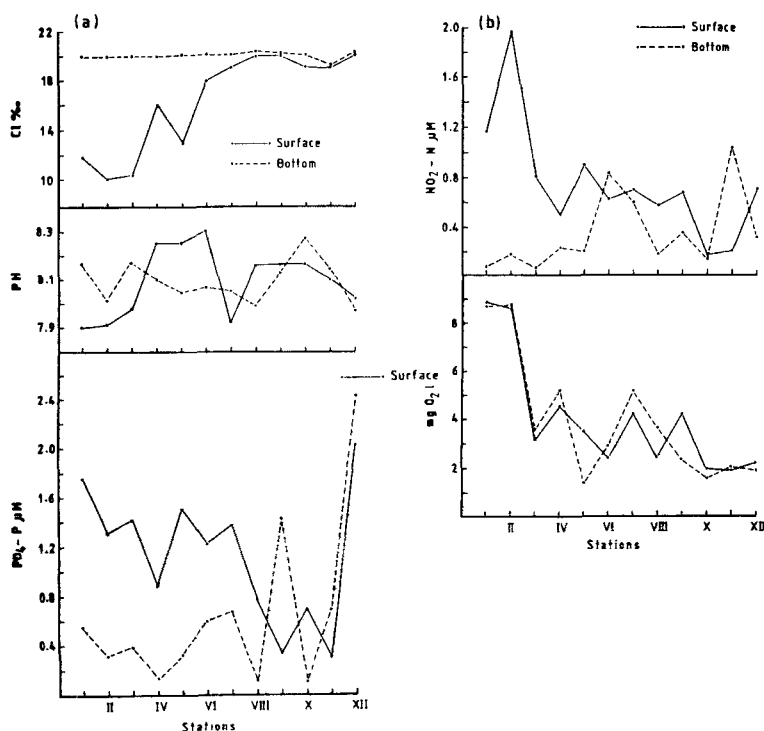 (a)
22
18
14
10
Cl ‰
Surface
Bottom
8.3
8.1
7.9
PH
Surface
2.4
2.0
1.6
1.2
0.8
0.4
PO4 - P µM
II IV VI VIII X XII
Stations
(b)
2.0
1.6
1.2
0.8
0.4
NO2 - N µM
Surface
Bottom
8
6
4
2
mg O2 l
II IV VI VIII X XII
Stations